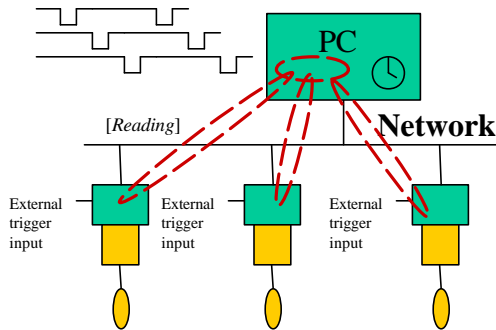 PC
[Reading]
Network
External
trigger
input
External
trigger
input
External
trigger
input